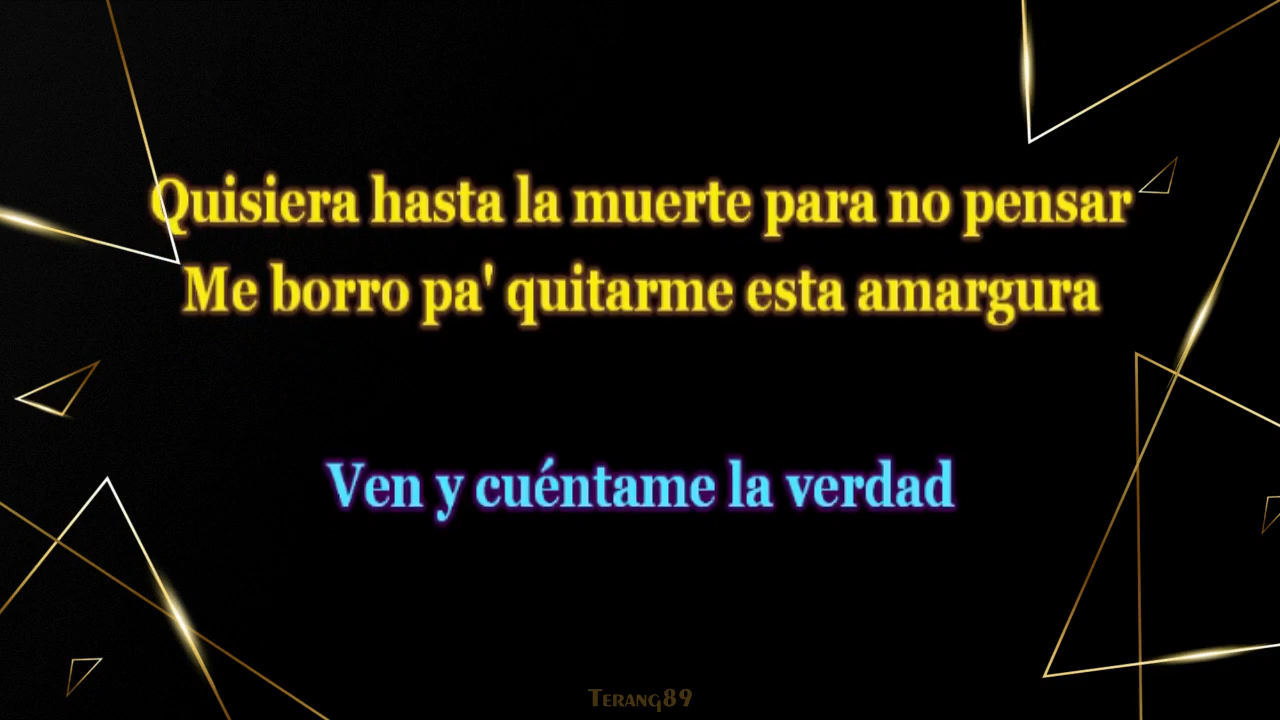 Quisiera hasta la muerte para no pensar
Me borro pa' quitarme esta amargura
Ven y cuéntame la verdad
Terang89